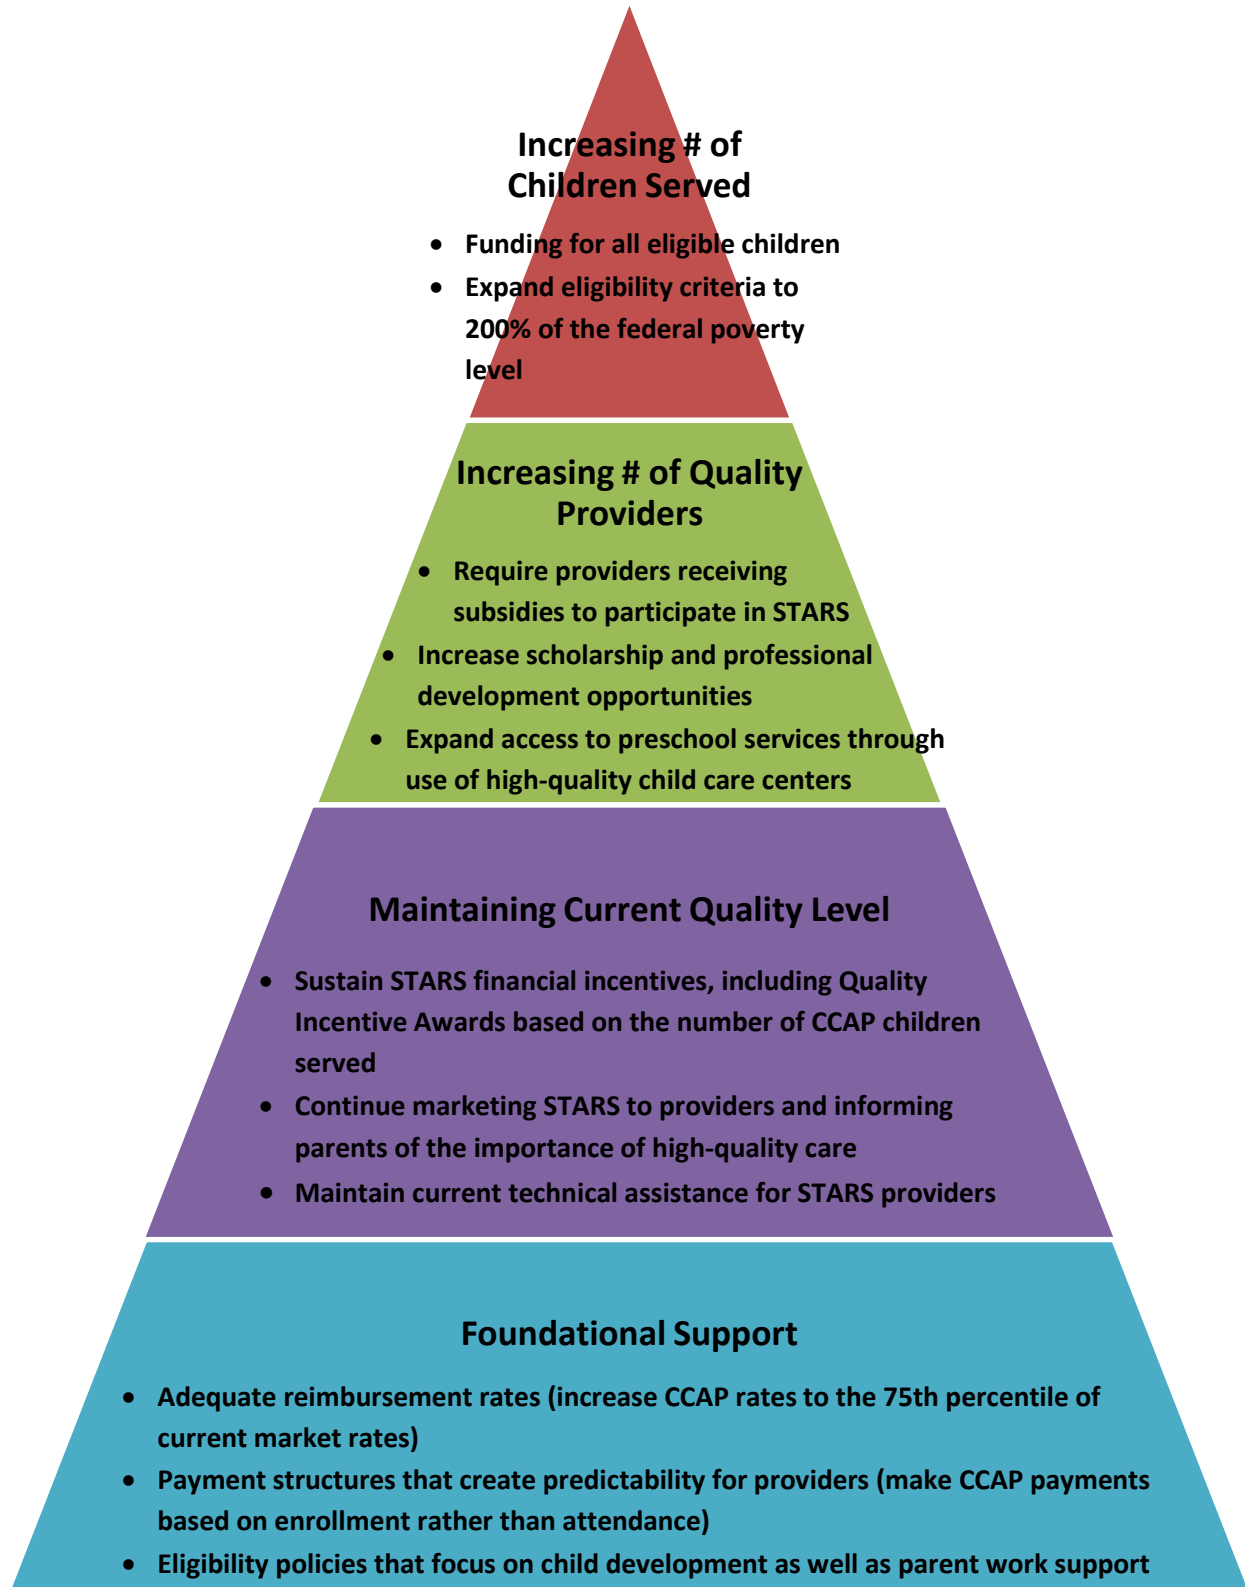 Increasing # of
Children Served
• Funding for all eligible children
• Expand eligibility criteria to
200% of the federal poverty
level
Increasing # of Quality
Providers
• Require providers receiving
subsidies to participate in STARS
• Increase scholarship and professional
development opportunities
• Expand access to preschool services through
use of high-quality child care centers
Maintaining Current Quality Level
• Sustain STARS financial incentives, including Quality
Incentive Awards based on the number of CCAP children
served
• Continue marketing STARS to providers and informing
parents of the importance of high-quality care
• Maintain current technical assistance for STARS providers
Foundational Support
• Adequate reimbursement rates (increase CCAP rates to the 75th percentile of
current market rates)
• Payment structures that create predictability for providers (make CCAP payments
based on enrollment rather than attendance)
• Eligibility policies that focus on child development as well as parent work support